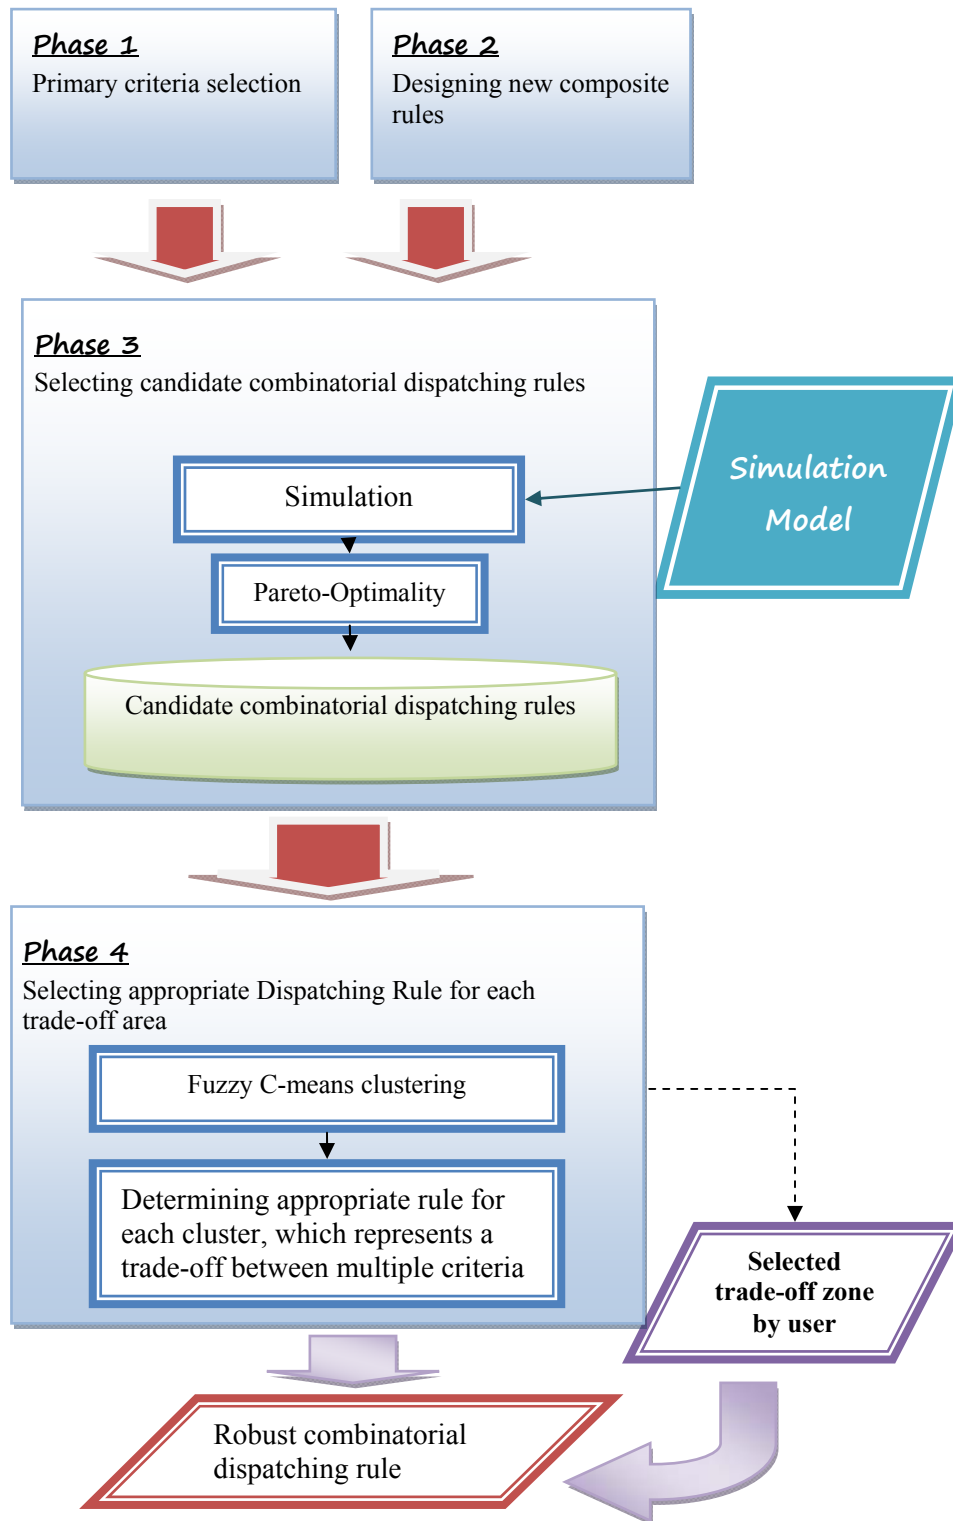 Phase 1
Primary criteria selection
Phase 2
Designing new composite
rules
Phase 3
Selecting candidate combinatorial dispatching rules
Simulation
Simulation
Model
Pareto-Optimality
Candidate combinatorial dispatching rules
Phase 4
Selecting appropriate Dispatching Rule for each
trade-off area
Fuzzy C-means clustering
Determining appropriate rule for
each cluster, which represents a
trade-off between multiple criteria
Selected
trade-off zone
by user
Robust combinatorial
dispatching rule